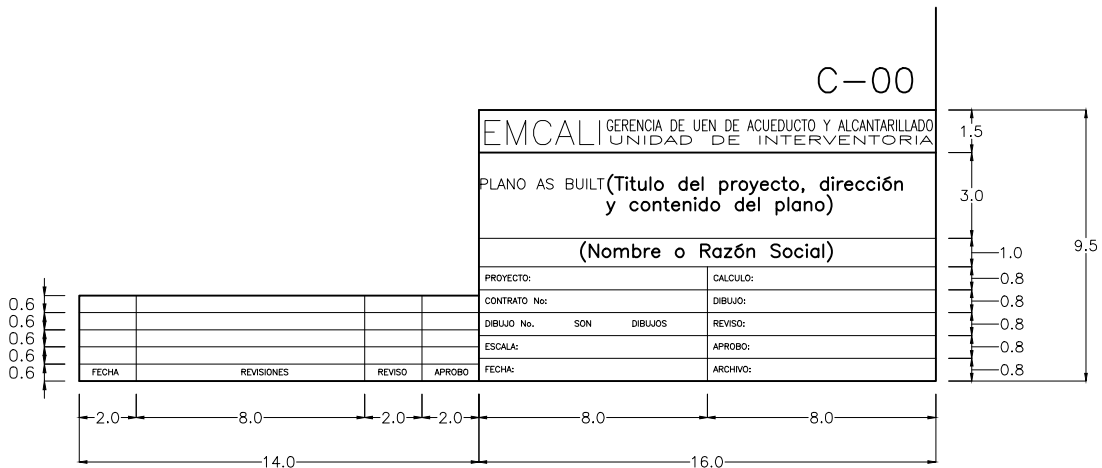 C-00
EMCALI GERENCIA DE UEN DE ACUEDUCTO Y ALCANTARILLADO
UNIDAD DE INTERVENTORIA
1.5
PLANO AS BUILT (Titulo del proyecto, dirección
y contenido del plano)
3.0
9.5
(Nombre o Razón Social)
1.0
PROYECTO: CALCULO:
0.8
CONTRATO No: DIBUJO:
0.8
DIBUJO No. SON DIBUJOS REVISO:
0.8
ESCALA: APROBO:
0.8
FECHA: ARCHIVO:
0.8
0.6
0.6
0.6
0.6
0.6
FECHA REVISIONES REVISO APROBO
2.0 8.0 2.0 2.0 8.0 8.0
14.0 16.0